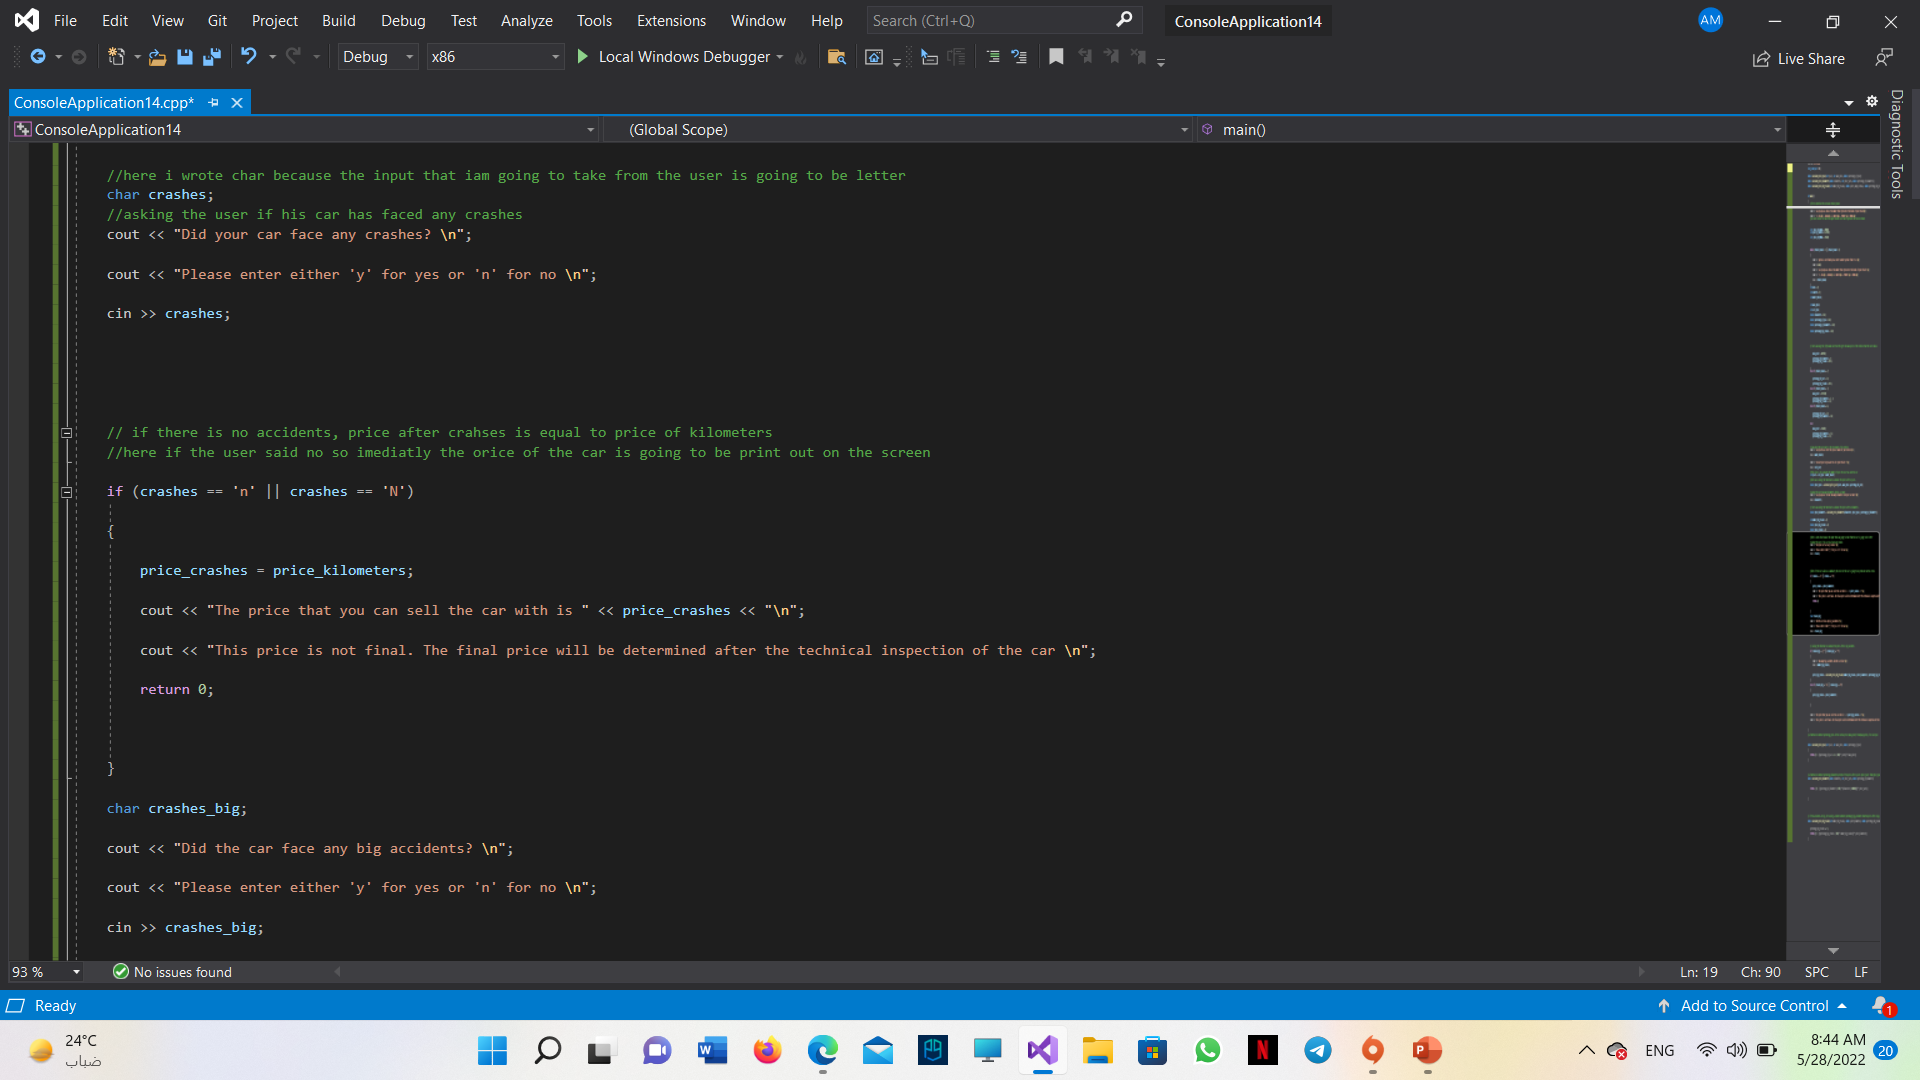 File Edit View Git Project Build Debug Test Analyze Tools Extensions Window Help Search (Ctrl+Q) ConsoleApplication14 AM
Debug x86 Local Windows Debugger Live Share
ConsoleApplication14.cpp*
ConsoleApplication14 (Global Scope) main()
Diagnostic Tools
//here i wrote char because the input that iam going to take from the user is going to be letter
char crashes;
//asking the user if his car has faced any crashes
cout << "Did your car face any crashes? \n";
cout << "Please enter either 'y' for yes or 'n' for no \n";
cin >> crashes;
// if there is no accidents, price after crahses is equal to price of kilometers
//here if the user said no so imediatly the orice of the car is going to be print out on the screen
if (crashes == 'n' || crashes == 'N')
{
price_crashes = price_kilometers;
cout << "The price that you can sell the car with is " << price_crashes << "\n";
cout << "This price is not final. The final price will be determined after the technical inspection of the car \n";
return 0;
}
char crashes_big;
cout << "Did the car face any big accidents? \n";
cout << "Please enter either 'y' for yes or 'n' for no \n";
cin >> crashes_big;
93 % No issues found Ln: 19 Ch: 90 SPC LF
Ready Add to Source Control 1
24°C
ضباب
ENG
8:44 AM
5/28/2022
20